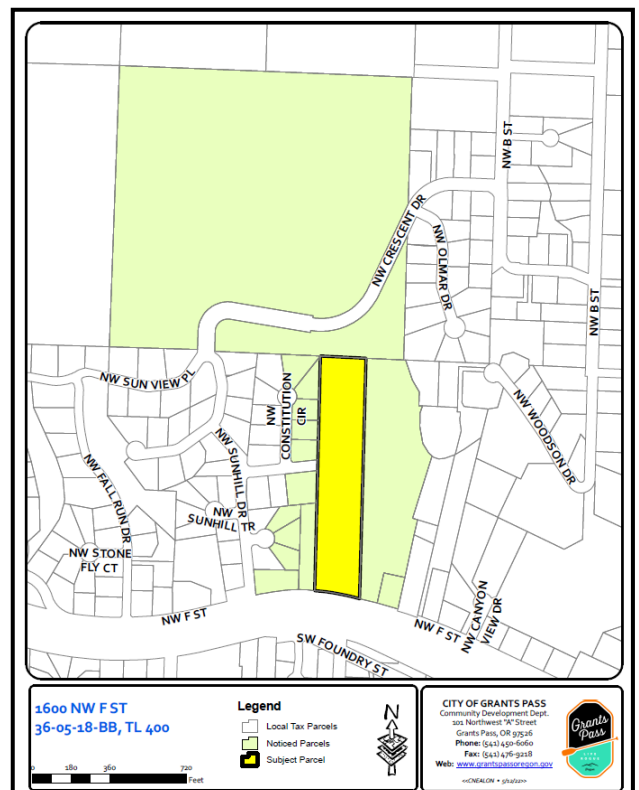 NW B ST
NW CRESCENT DR
NW OLMAR DR
NW B ST
NW SUN VIEW PL
NW
CONSTITUTION
CIR
NW WOODSON DR
NW SUNHILL DR
NW FALL RUN DR
NW
SUNHILL TR
NW STONE
FLY CT
NW F ST
NW F ST
NW CANYON
VIEW DR
SW FOUNDRY ST
1600 NW F ST
36-05-18-BB, TL 400
0 180 360 720
Feet
Legend
Local Tax Parcels
Noticed Parcels
Subject Parcel
N
CITY OF GRANTS PASS
Community Development Dept.
101 Northwest "A" Street
Grants Pass, OR 97526
Phone: (541) 450-6060
Fax: (541) 476-9218
Web: www.grantspassoregon.gov
Grants
Pass